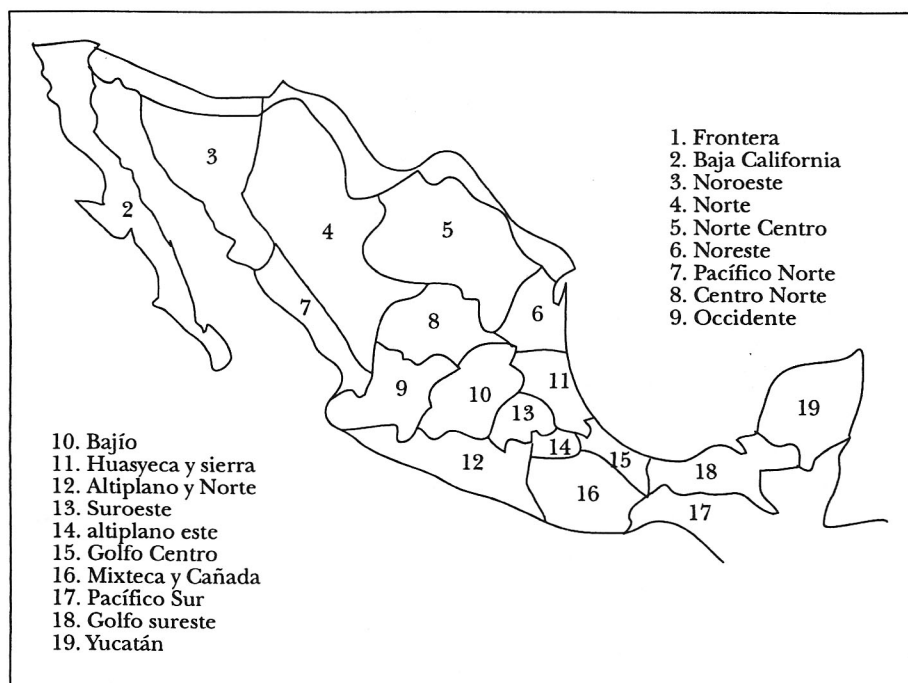 1. Frontera
2. Baja California
3. Noroeste
4. Norte
5. Norte Centro
6. Noreste
7. Pacífico Norte
8. Centro Norte
9. Occidente
3
2
4
5
7
8
6
9
10
11
13
14
12
15
16
18
17
19
10. Bajío
11. Huasyeca y sierra
12. Altiplano y Norte
13. Suroeste
14. altiplano este
15. Golfo Centro
16. Mixteca y Cañada
17. Pacífico Sur
18. Golfo sureste
19. Yucatán